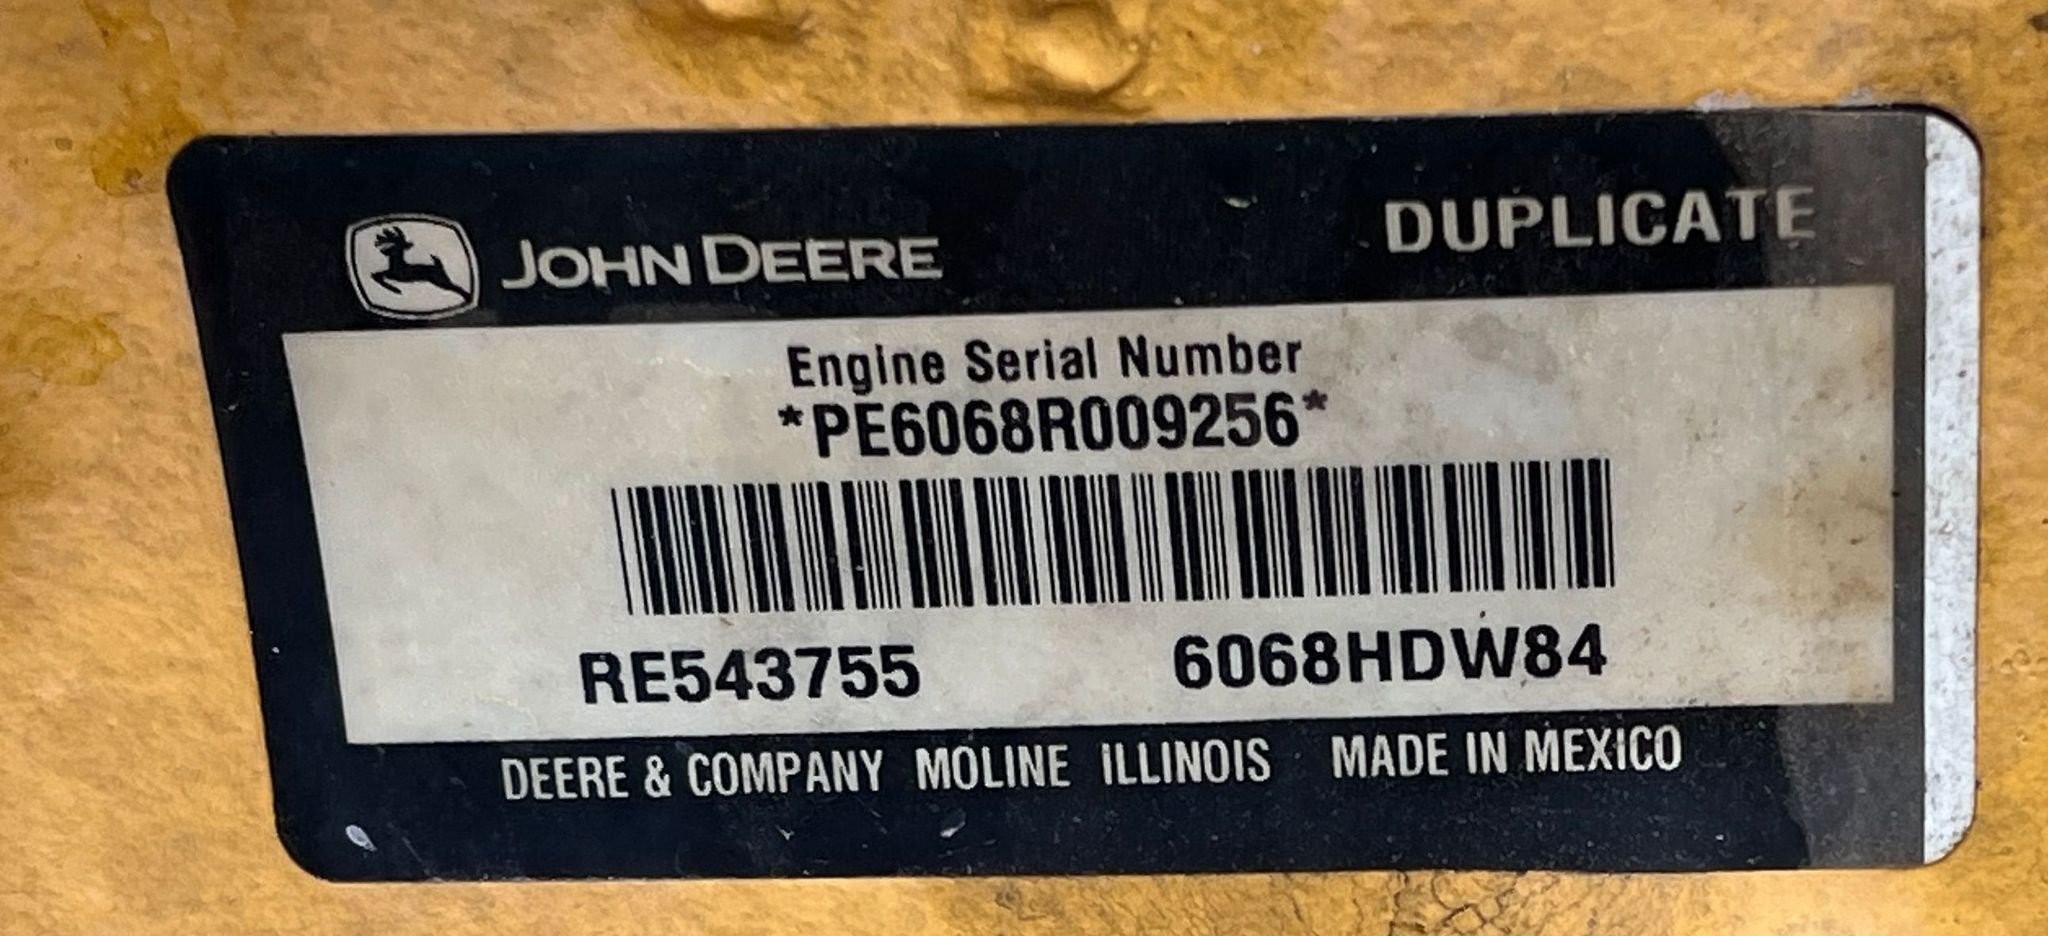 JOHN DEERE
DUPLICATE
Engine Serial Number
*PE6068R009256*
RE543755 6068HDW84
DEERE & COMPANY MOLINE ILLINOIS MADE IN MEXICO